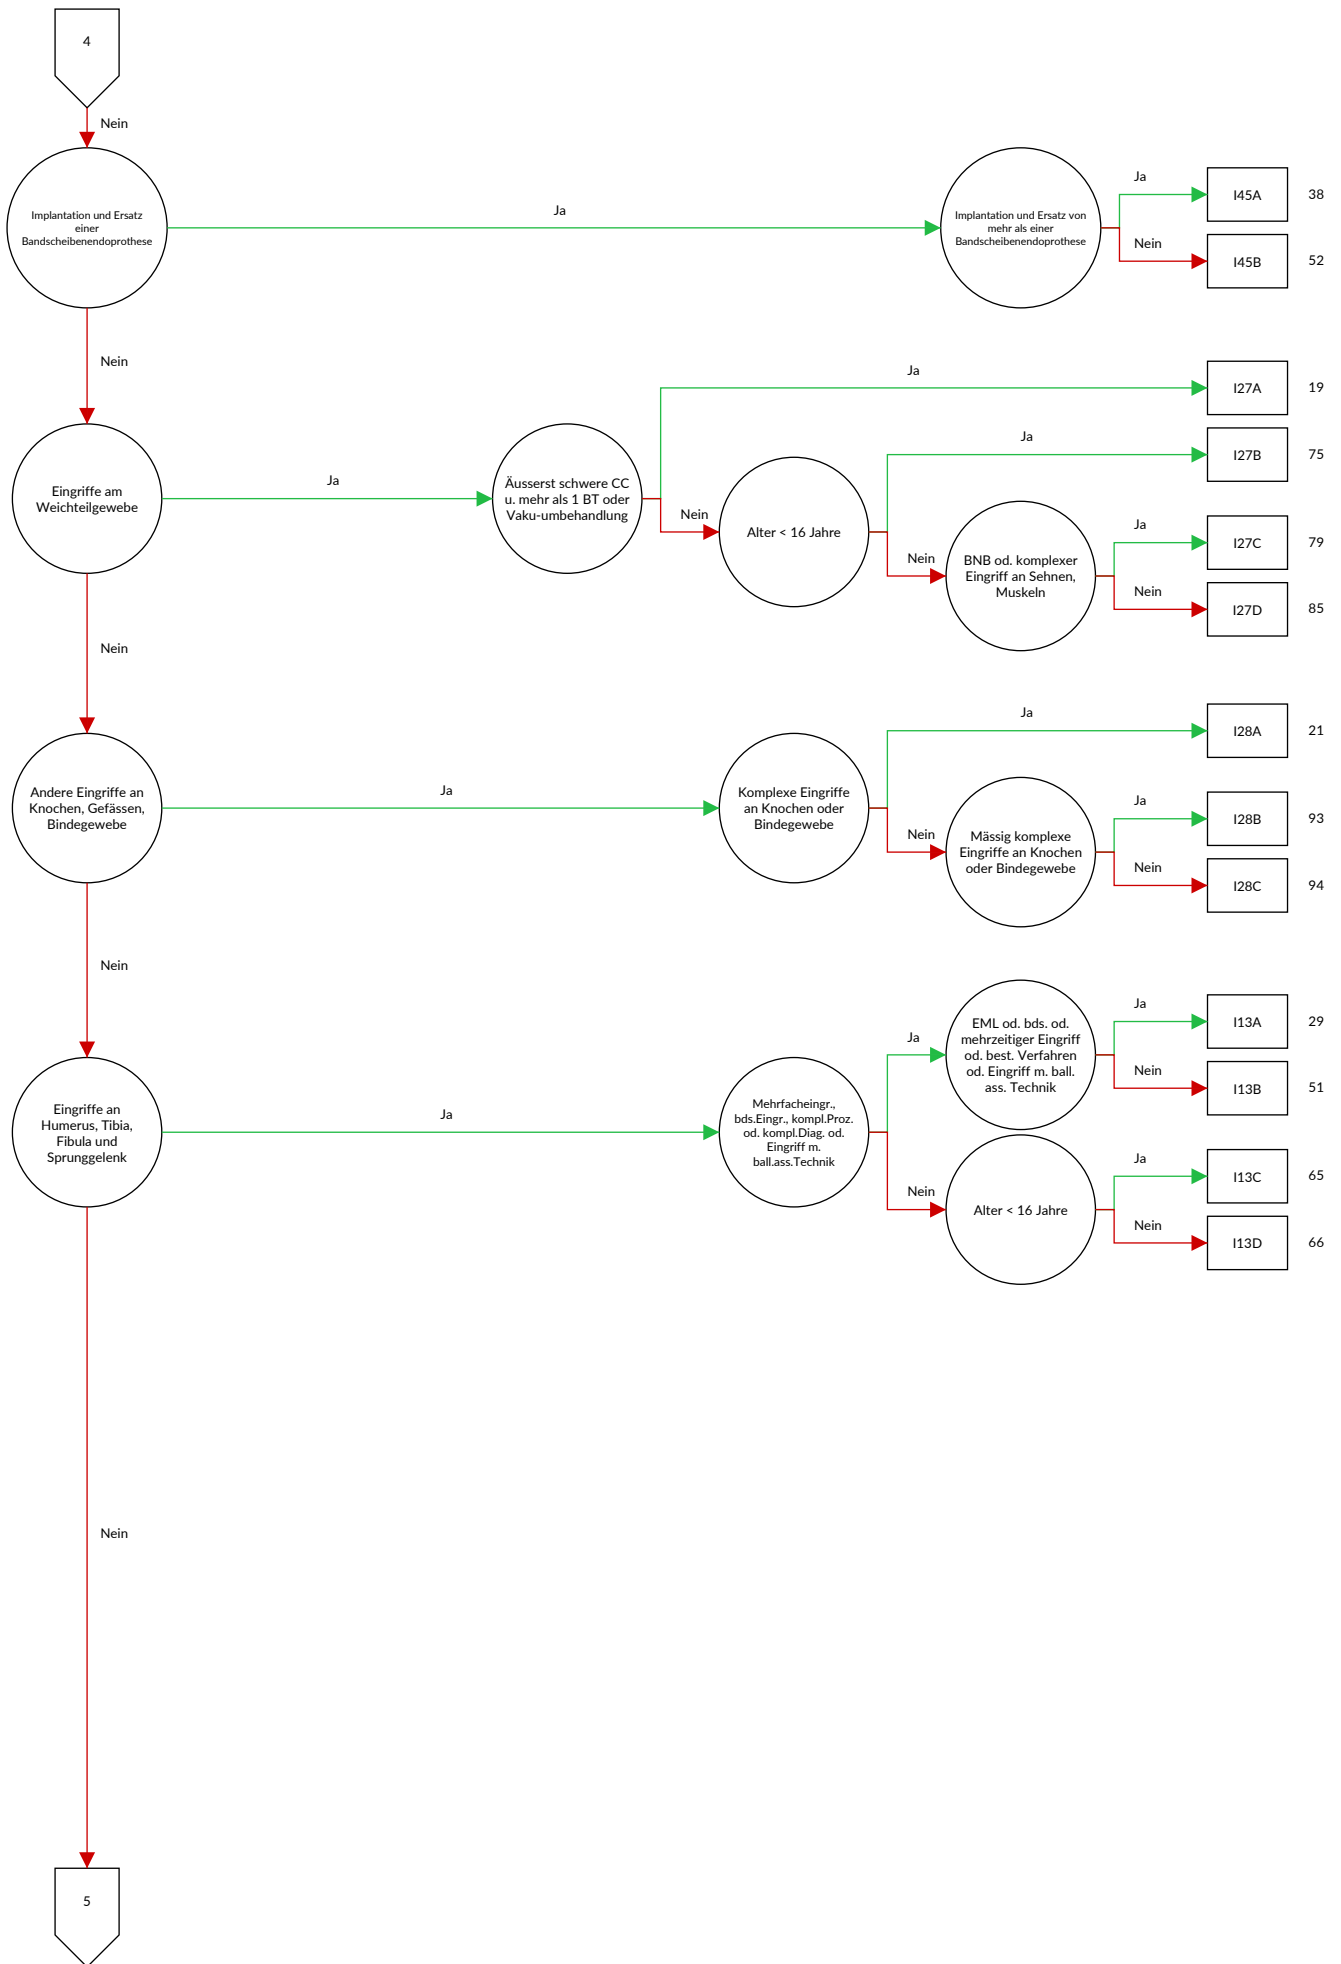 4
Nein
Implantation und Ersatz
einer
Bandscheibenendoprothese
Ja
Implantation und Ersatz von
mehr als einer
Bandscheibenendoprothese
Ja
I45A
38
Nein
I45B
52
Nein
Eingriffe am
Weichteilgewebe
Ja
Äusserst schwere CC
u. mehr als 1 BT oder
Vaku-umbehandlung
Ja
I27A
19
Nein
Alter < 16 Jahre
Ja
I27B
75
Nein
BNB od. komplexer
Eingriff an Sehnen,
Muskeln
Ja
I27C
79
Nein
I27D
85
Nein
Andere Eingriffe an
Knochen, Gefässen,
Bindegewebe
Ja
Komplexe Eingriffe
an Knochen oder
Bindegewebe
Ja
I28A
21
Nein
Mässig komplexe
Eingriffe an Knochen
oder Bindegewebe
Ja
I28B
93
Nein
I28C
94
Nein
Eingriffe an
Humerus, Tibia,
Fibula und
Sprunggelenk
Ja
Mehrfacheingr.,
bds.Eingr., kompl.Proz.
od. kompl.Diag. od.
Eingriff m.
ball.ass.Technik
Ja
EML od. bds. od.
mehrzeitiger Eingriff
od. best. Verfahren
od. Eingriff m. ball.
ass. Technik
Ja
I13A
29
Nein
I13B
51
Nein
Alter < 16 Jahre
Ja
I13C
65
Nein
I13D
66
Nein
5